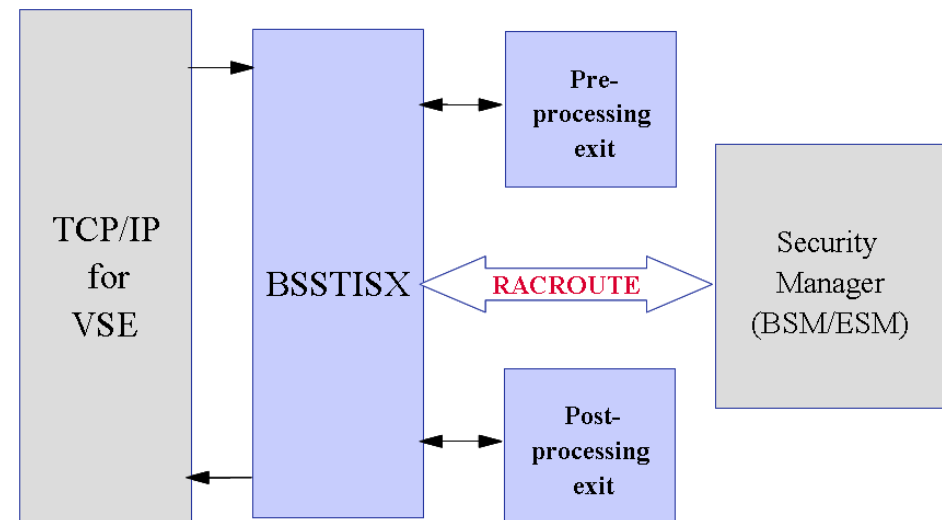 TCP/IP
for
VSE
BSSTISX
Pre-
processing
exit
RACROUTE
Post-
processing
exit
Security
Manager
(BSM/ESM)